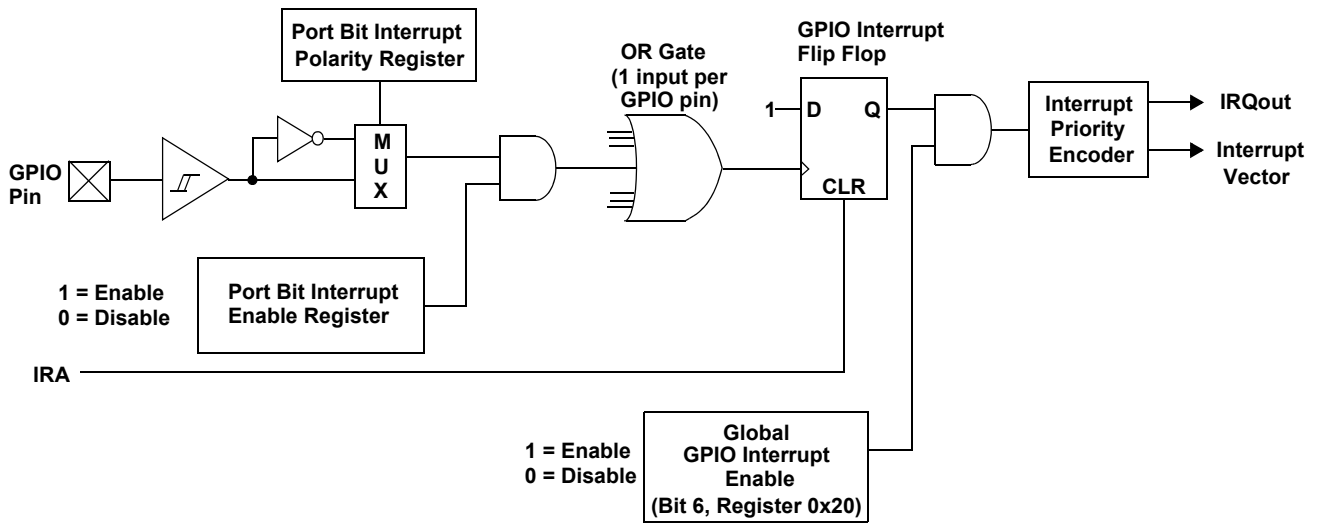 Port Bit Interrupt
Polarity Register
GPIO
Pin
M
U
X
OR Gate
(1 input per
GPIO pin)
GPIO Interrupt
Flip Flop
1
D
Q
CLR
Interrupt
Priority
Encoder
IRQout
Interrupt
Vector
1 = Enable
0 = Disable
Port Bit Interrupt
Enable Register
IRA
1 = Enable
0 = Disable
Global
GPIO Interrupt
Enable
(Bit 6, Register 0x20)